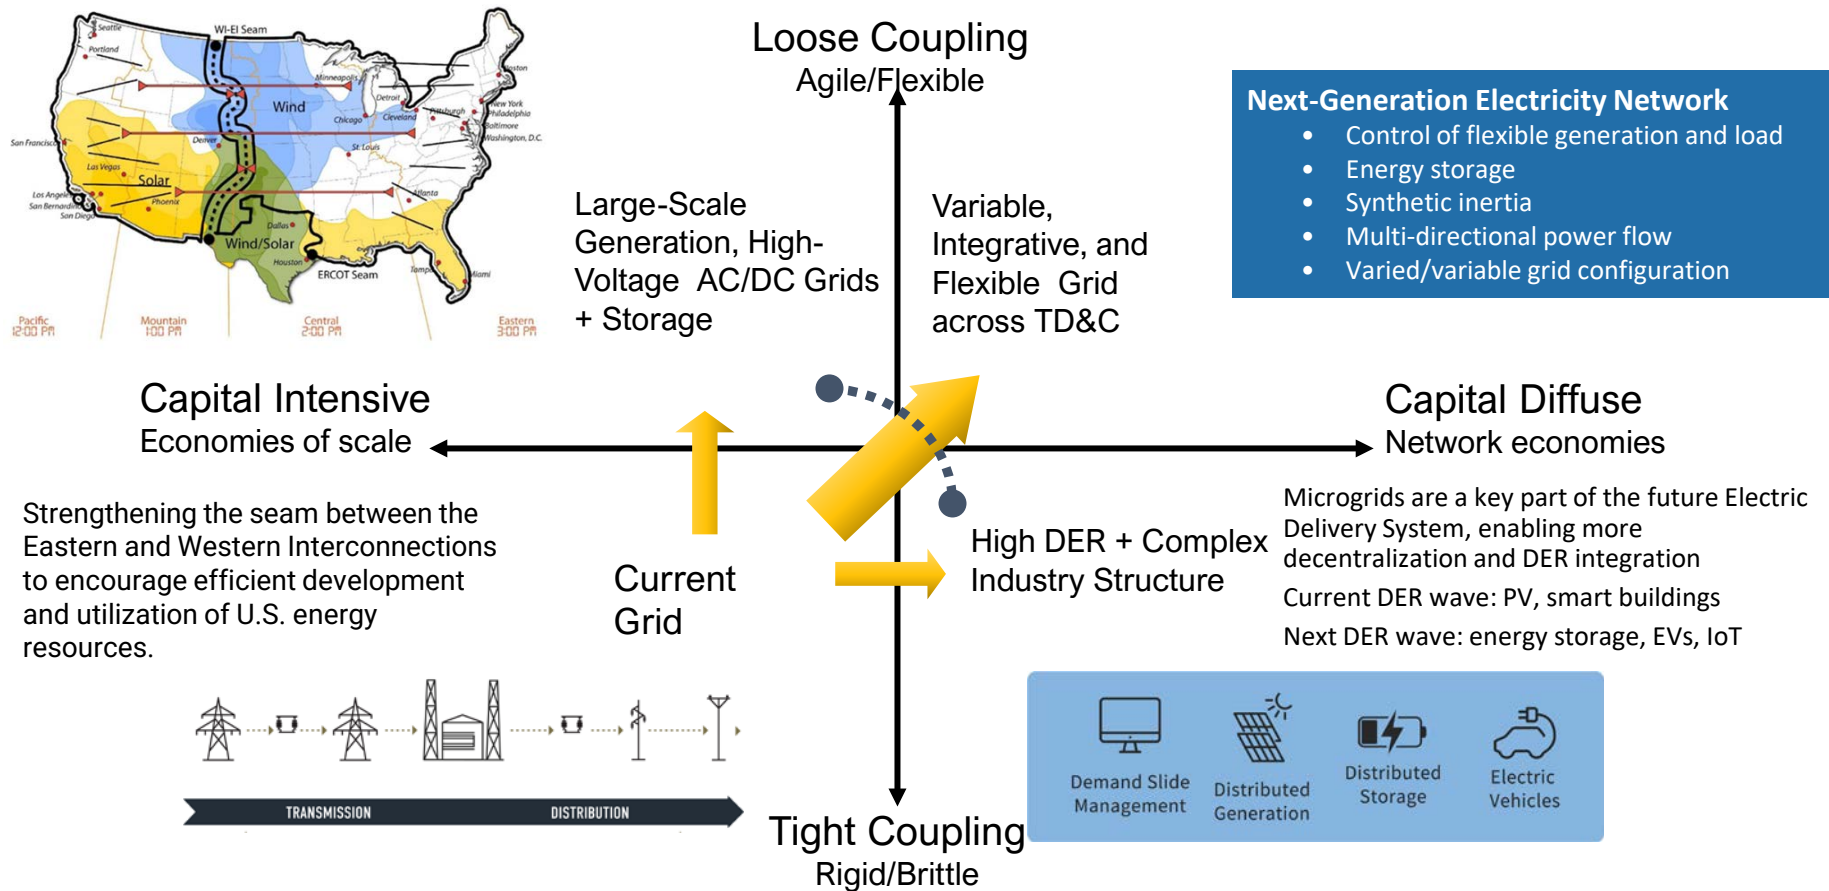 Seattle
Portland
WI-EI Seam
Minneapolis
Boston
Detroit
Wind
Chicago
Cleveland
Pittsburgh
New York
Philadelphia
Baltimore
Washington, D.C.
San Francisco
Denver
St. Louis
Las Vegas
Solar
Los Angeles
San Bernardino
San Diego
Phoenix
Atlanta
Dallas
Wind/Solar
Houston
ERCOT Seam
Tampa
Miami
Pacific
12:00 PM
Mountain
1:00 PM
Central
2:00 PM
Eastern
3:00 PM
Loose Coupling
Agile/Flexible
Next-Generation Electricity Network
• Control of flexible generation and load
• Energy storage
• Synthetic inertia
• Multi-directional power flow
• Varied/variable grid configuration
Large-Scale
Generation, High-
Voltage AC/DC Grids
+ Storage
Variable,
Integrative, and
Flexible Grid
across TD&C
Capital Intensive
Economies of scale
Capital Diffuse
Network economies
Strengthening the seam between the
Eastern and Western Interconnections
to encourage efficient development
and utilization of U.S. energy
resources.
Current
Grid
High DER + Complex
Industry Structure
Microgrids are a key part of the future Electric
Delivery System, enabling more
decentralization and DER integration
Current DER wave: PV, smart buildings
Next DER wave: energy storage, EVs, IoT
TRANSMISSION
DISTRIBUTION
Demand Slide
Management
Distributed
Generation
Distributed
Storage
Electric
Vehicles
Tight Coupling
Rigid/Brittle